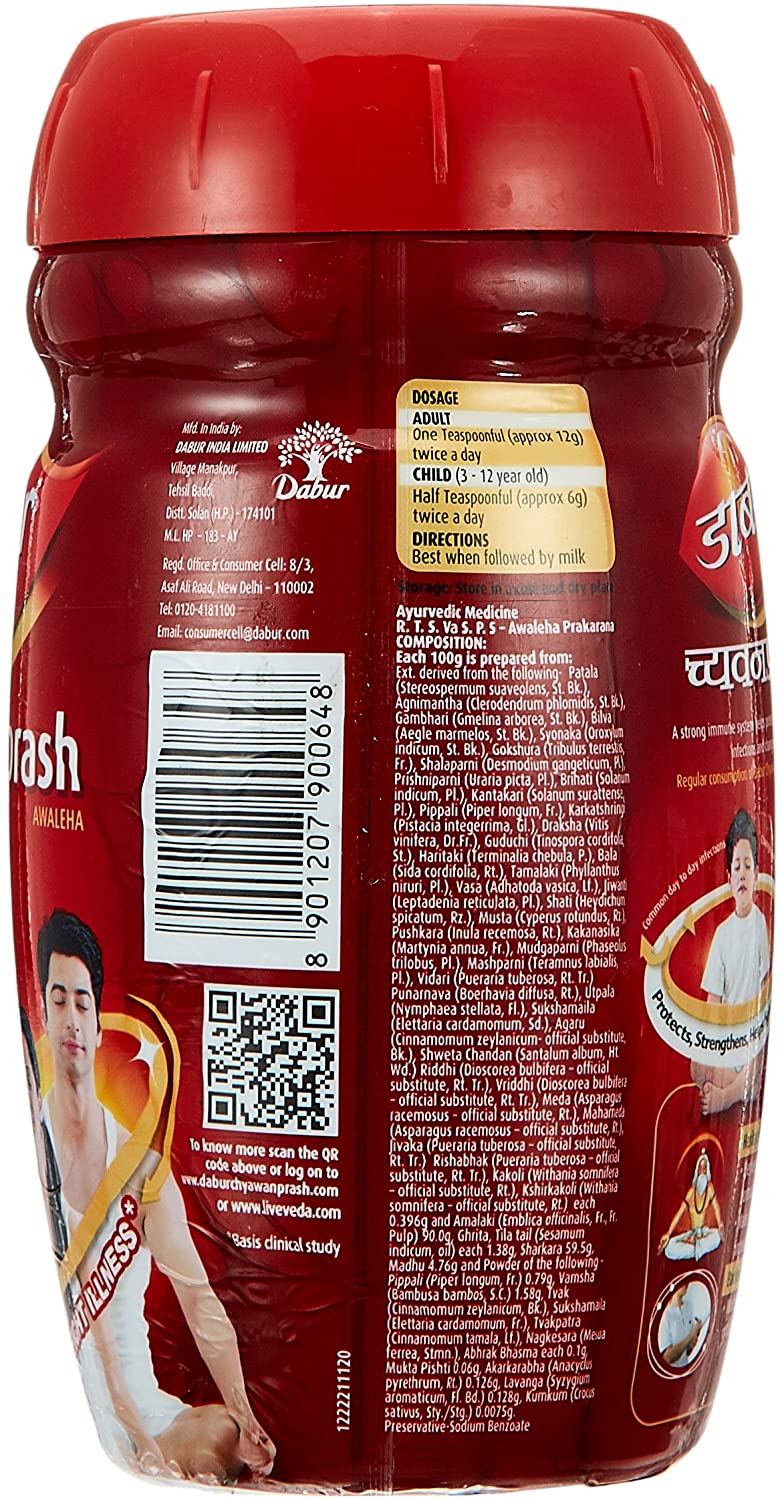 Mfd. In India by:
DABUR INDIA LIMITED
Village Manakpur,
Tehsil Baddi,
Distt. Solan (H.P.) - 174101
M.L. HP - 183 - AY
Dabur
Regd. Office & Consumer Cell: 8/3,
Asaf Ali Road, New Delhi - 110002
Tel: 0120-4181100
Email: consumercell@dabur.com
8 901207 900648
To know more scan the QR
code above or log on to
www.daburchyawanprash.com
or www.liveveda.com
*Basis clinical study
1222211120
prash
AWALEHA
ILLNESS*
DOSAGE
ADULT
One Teaspoonful (approx 12g)
twice a day
CHILD (3 - 12 year old)
Half Teaspoonful (approx 6g)
twice a day
DIRECTIONS
Best when followed by milk
Storage: Store in a cool and dry place
Ayurvedic Medicine
R. T. S. Va S. P. S - Awaleha Prakarana
COMPOSITION:
Each 100g is prepared from:
Ext. derived from the following- Patala
(Stereospermum suaveolens, St. Bk.),
Agnimantha (Clerodendrum phlomidis, St. Bk.),
Gambhari (Gmelina arborea, St. Bk.), Bilva
(Aegle marmelos, St. Bk.), Syonaka (Oroxylum
indicum, St. Bk.), Gokshura (Tribulus terrestis,
Fr.), Shalaparni (Desmodium gangeticum, Pl.),
Prishniparni (Uraria picta, Pl.), Brihati (Solanum
indicum, Pl.), Kantakari (Solanum surattense,
Pl.), Pippali (Piper longum, Fr.), Karkatshringi
(Pistacia integerrima, Gl.), Draksha (Vitis
vinifera, Dr.Fr.), Guduchi (Tinospora cordifolia,
St.), Haritaki (Terminalia chebula, P.), Bala
(Sida cordifolia, Rt.), Tamalaki (Phyllanthus
niruri, Pl.), Vasa (Adhatoda vasica, Lf.), Jiwanti
(Leptadenia reticulata, Pl.), Shati (Heydichium
spicatum, Rz.), Musta (Cyperus rotundus, Rz.),
Pushkara (Inula recemosa, Rt.), Kakanasika
(Martynia annua, Fr.), Mudgaparni (Phaseolus
trilobus, Pl.), Mashparni (Teramnus labialis,
Pl.), Vidari (Pueraria tuberosa, Rt. Tr.)
Punarnava (Boerhavia diffusa, Rt.), Utpala
(Nymphaea stellata, Fl.), Sukshamaila
(Elettaria cardamomum, Sd.), Agaru
(Cinnamomum zeylanicum- official substitute,
Bk.), Shweta Chandan (Santalum album, Ht.
Wd.) Riddhi (Dioscorea bulbifera - official
substitute, Rt. Tr.), Vriddhi (Dioscorea bulbifera
- official substitute, Rt. Tr.), Meda (Asparagus
racemosus - official substitute, Rt.), Mahameda
(Asparagus racemosus - official substitute, Rt.),
Jivaka (Pueraria tuberosa - official substitute,
Rt. Tr.) Rishabhak (Pueraria tuberosa - official
substitute, Rt. Tr.), Kakoli (Withania somnifera
- official substitute, Rt.), Kshirkakoli (Withania
somnifera - official substitute, Rt.) each
0.396g and Amalaki (Emblica officinalis, Fr., Fr.
Pulp) 90.0g, Ghrita, Tila tail (Sesamum
indicum, oil) each 1.38g, Sharkara 59.5g,
Madhu 4.76g and Powder of the following -
Pippali (Piper longum, Fr.) 0.79g, Vamsha
(Bambusa bambos, S.C.) 1.58g, Tvak
(Cinnamomum zeylanicum, Bk.), Sukshamala
(Elettaria cardamomum, Fr.), Tvakpatra
(Cinnamomum tamala, Lf.), Nagkesara (Mewa
ferrea, Stmn.), Abhrak Bhasma each 0.1g,
Mukta Pishti 0.06g, Akarkarabha (Anacyclus
pyrethrum, Rt.) 0.126g, Lavanga (Syzygium
aromaticum, Fl. Bd.) 0.128g, Kumkum (Crocus
sativus, Sty./Stg.) 0.0075g.
Preservative-Sodium Benzoate
डाब
च्यवन
A strong immune system
infections and
Regular consumption of
Common day to day infections
Protects, Strengthens,